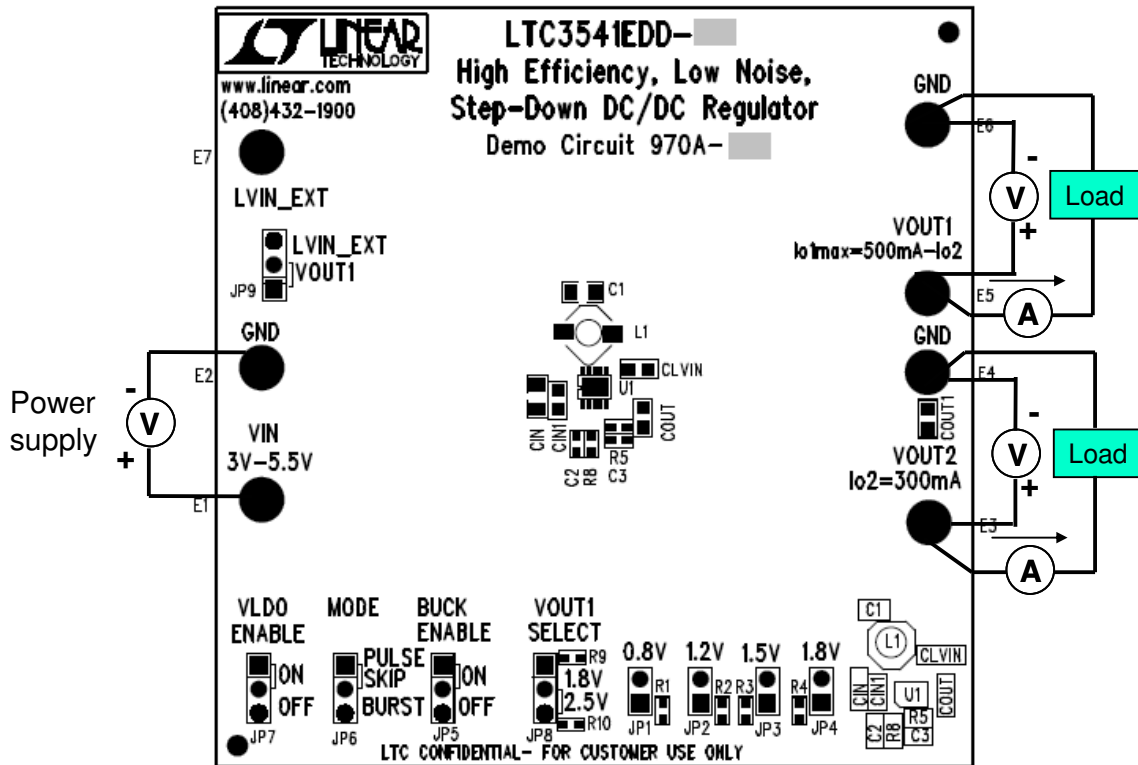 LINEAR
TECHNOLOGY
www.linear.com
(408)432-1900
LTC3541EDD-
High Efficiency, Low Noise,
Step-Down DC/DC Regulator
Demo Circuit 970A-
E7
LVIN_EXT
LVIN_EXT
VOUT1
JP9
GND
E2
Power
supply
-
V
+
VIN
3V-5.5V
E1
C1
L1
CLVIN
U1
CIN
CIN1
COUT
C2
R8
R5
C3
GND
E6
-
V
+
Load
VOUT1
Io1max=500mA-Io2
E5
A
GND
E4
COUT1
-
V
+
Load
VOUT2
Io2=300mA
E3
A
VLDO
ENABLE
ON
OFF
JP7
MODE
PULSE
SKIP
BURST
JP6
BUCK
ENABLE
ON
OFF
JP5
VOUT1
SELECT
R9
1.8V
2.5V
R10
JP8
0.8V
R1
JP1
1.2V
R2
JP2
1.5V
R3
JP3
1.8V
R4
JP4
C1
L1
CLVIN
CIN
CIN1
U1
COUT
C2
R8
R5
C3
LTC CONFIDENTIAL- FOR CUSTOMER USE ONLY